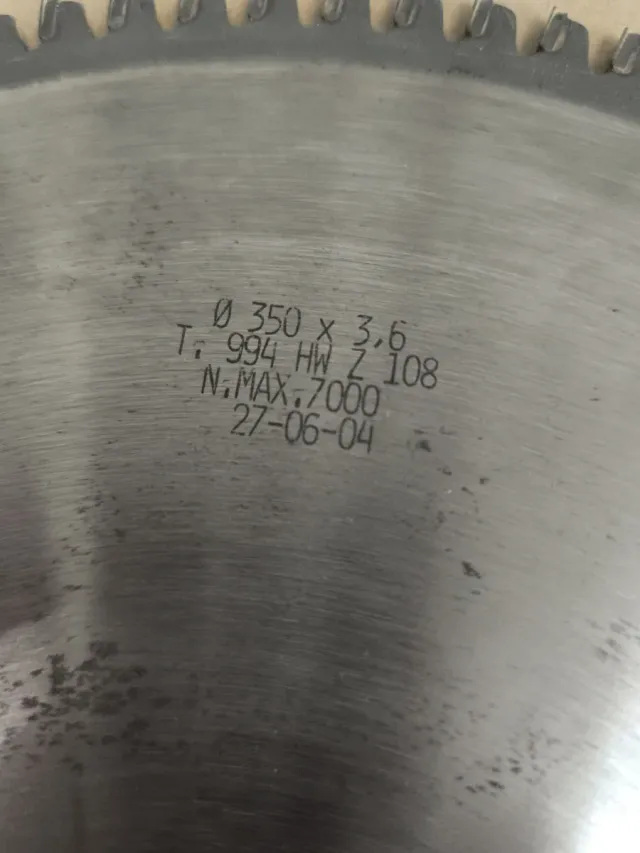 Ø 350 x 3,6
T. 994 HW Z 108
N.MAX.7000
27-06-04